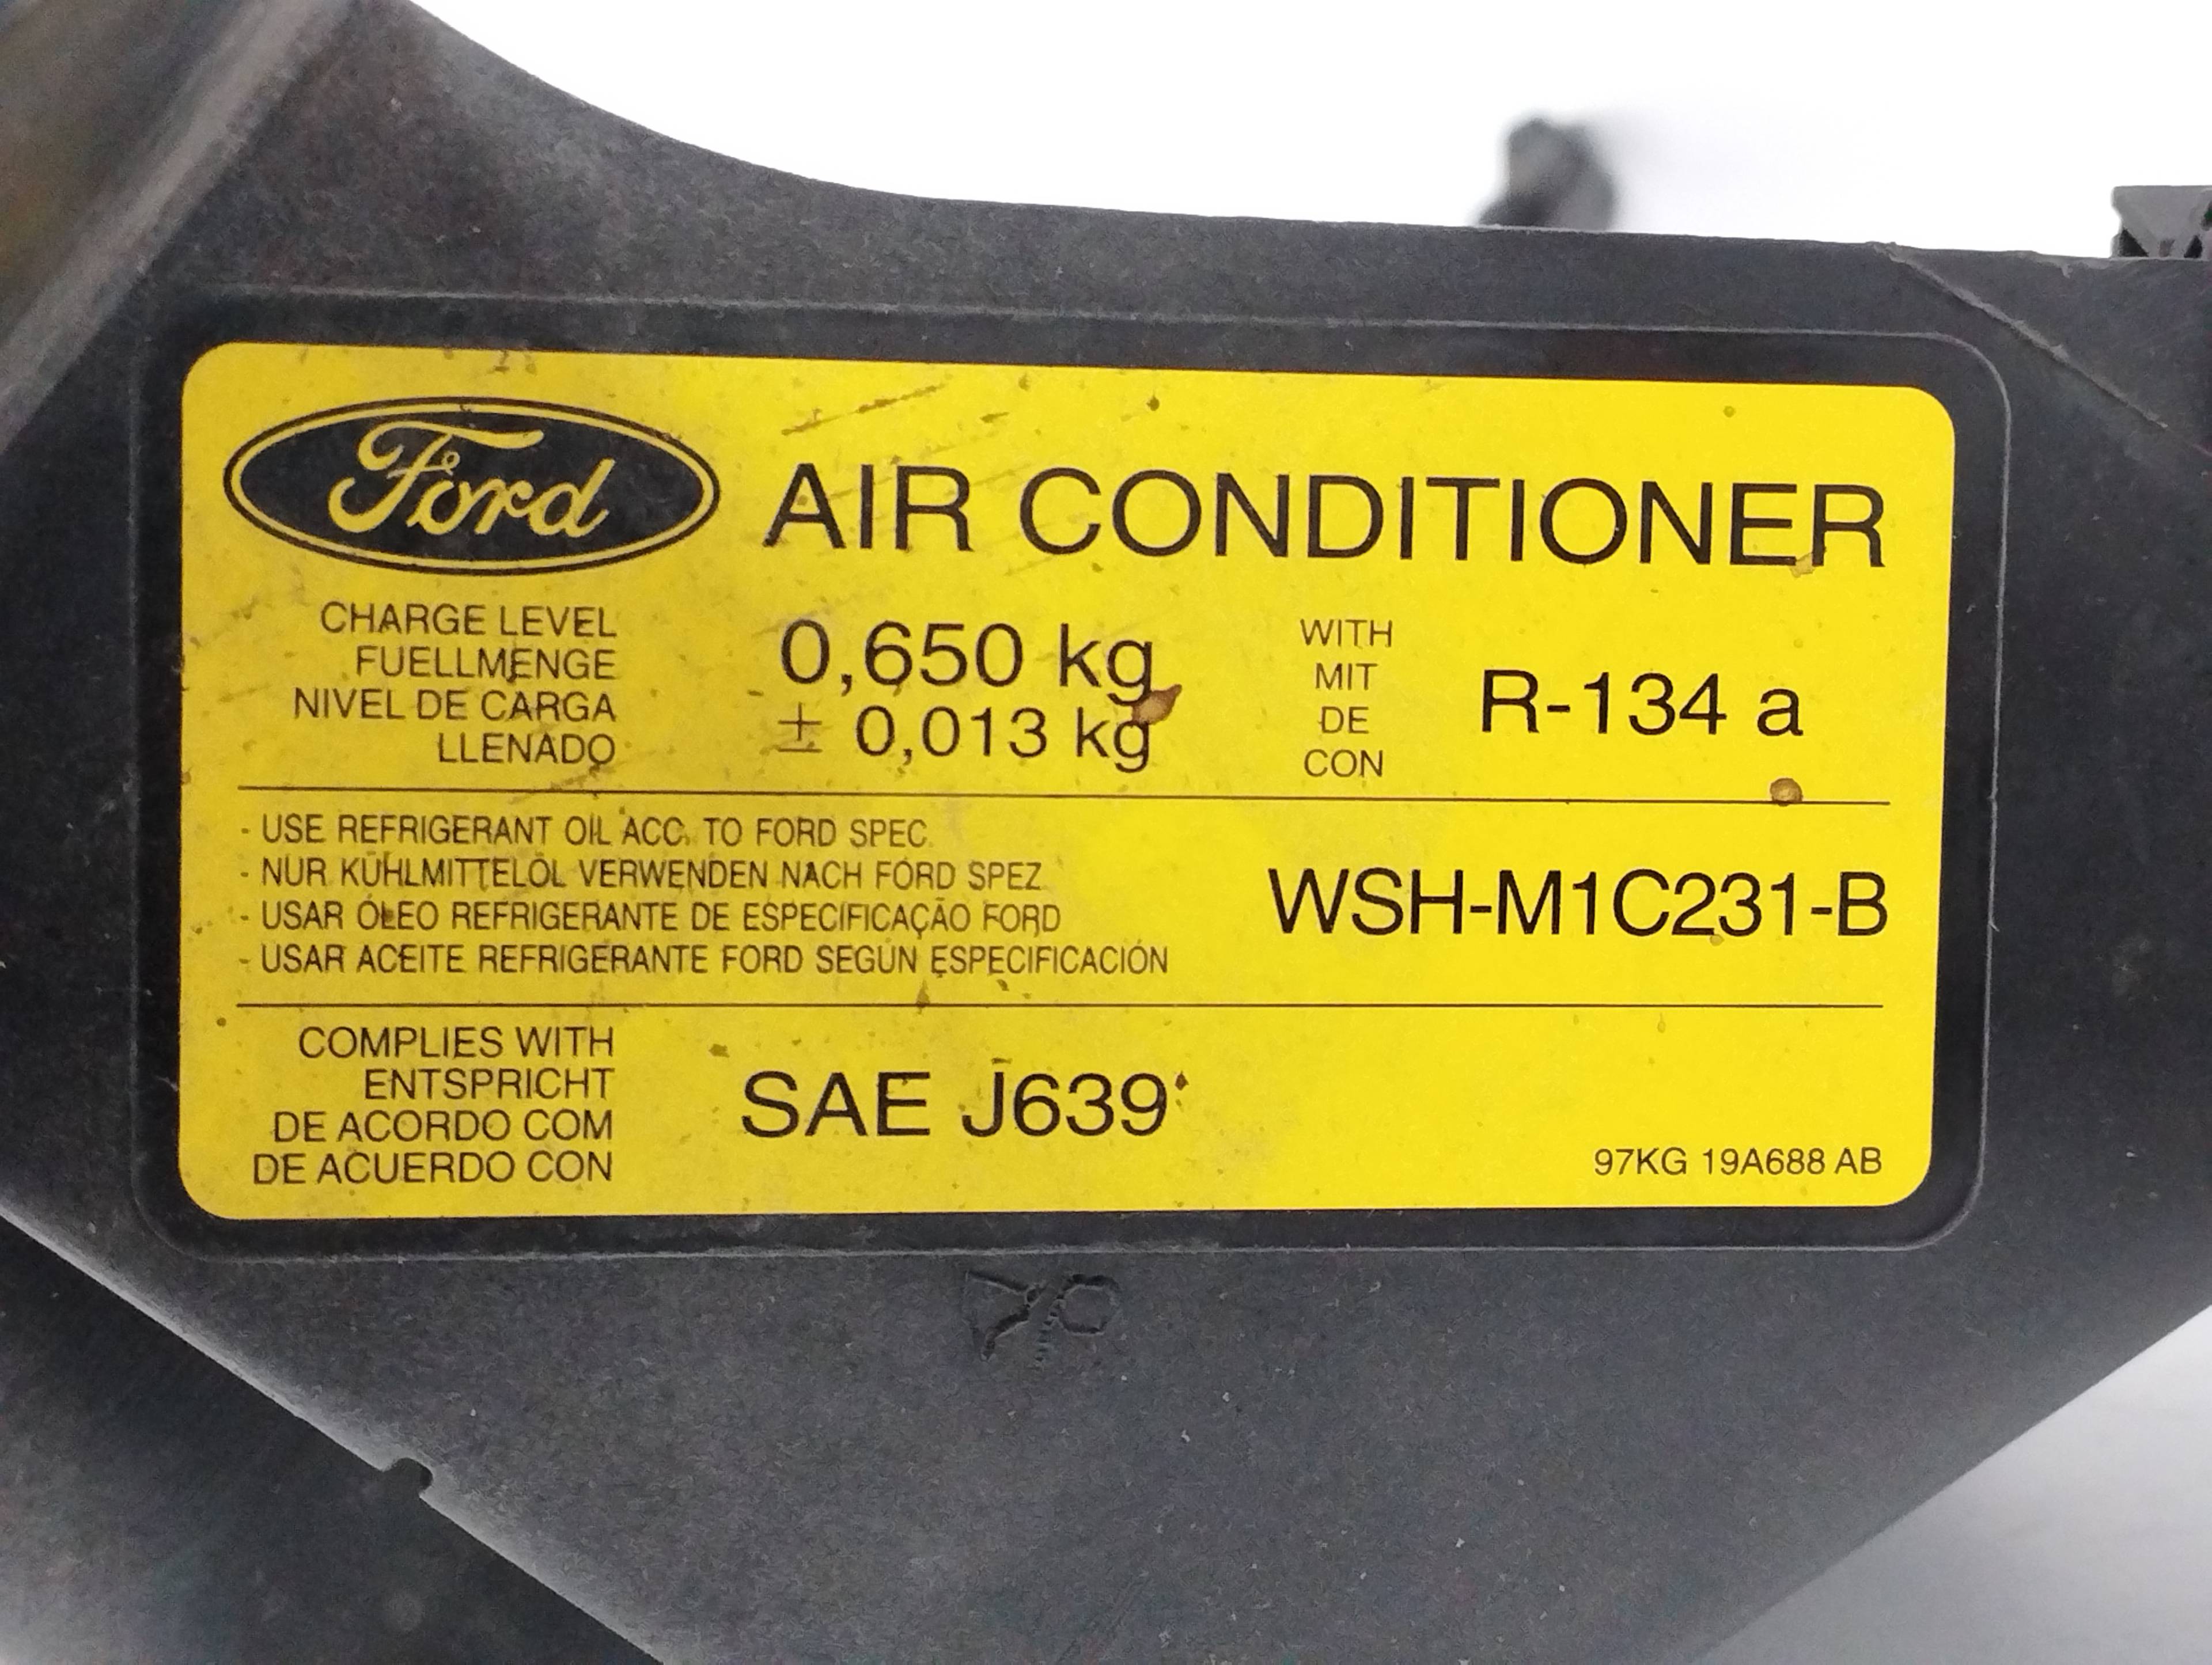 Ford AIR CONDITIONER
CHARGE LEVEL
FUELLMENGE
NIVEL DE CARGA
LLENADO
0,650 kg
± 0,013 kg
WITH
MIT
DE
CON
R-134 a
- USE REFRIGERANT OIL ACC. TO FORD SPEC.
- NUR KÜHLMITTELÖL VERWENDEN NACH FORD SPEZ
- USAR ÓLEO REFRIGERANTE DE ESPECIFICAÇÃO FORD
- USAR ACEITE REFRIGERANTE FORD SEGÚN ESPECIFICACIÓN
WSH-M1C231-B
COMPLIES WITH
ENTSPRICHT
DE ACORDO COM
DE ACUERDO CON
SAE J639
97KG 19A688 AB